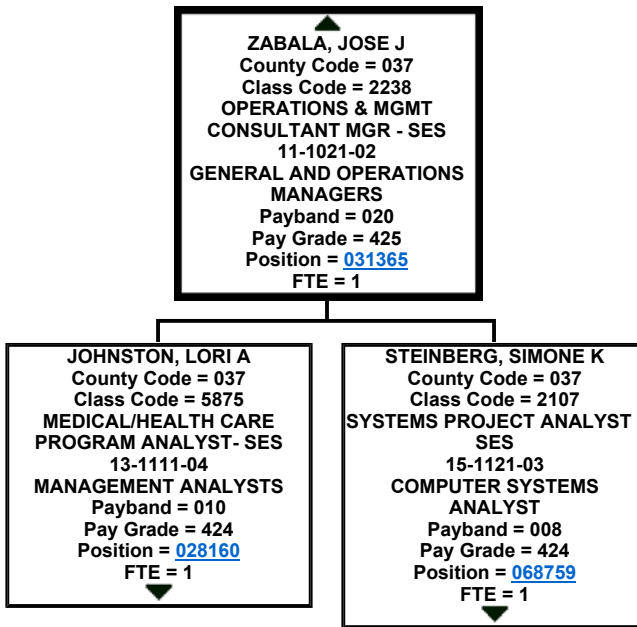 ZABALA, JOSE J
County Code = 037
Class Code = 2238
OPERATIONS & MGMT
CONSULTANT MGR - SES
11-1021-02
GENERAL AND OPERATIONS
MANAGERS
Payband = 020
Pay Grade = 425
Position = 031365
FTE = 1
JOHNSTON, LORI A
County Code = 037
Class Code = 5875
MEDICAL/HEALTH CARE
PROGRAM ANALYST- SES
13-1111-04
MANAGEMENT ANALYSTS
Payband = 010
Pay Grade = 424
Position = 028160
FTE = 1
STEINBERG, SIMONE K
County Code = 037
Class Code = 2107
SYSTEMS PROJECT ANALYST
SES
15-1121-03
COMPUTER SYSTEMS
ANALYST
Payband = 008
Pay Grade = 424
Position = 068759
FTE = 1